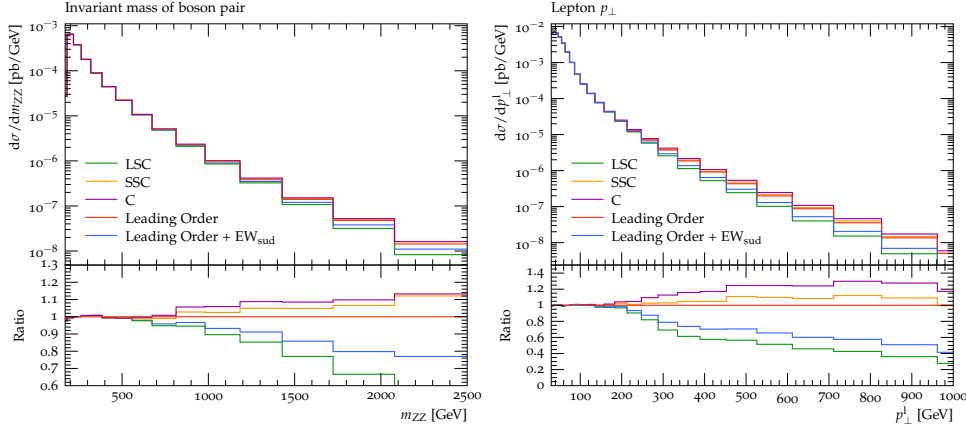 Invariant mass of boson pair
dσ/dm_ZZ [pb/GeV]
10⁻³
10⁻⁴
10⁻⁵
10⁻⁶
10⁻⁷
10⁻⁸
LSC
SSC
C
Leading Order
Leading Order + EW_sud
Ratio
1.3
1.2
1.1
1
0.9
0.8
0.7
0.6
500 1000 1500 2000 2500
m_ZZ [GeV]
Lepton p⊥
dσ/dp^l_⊥ [pb/GeV]
10⁻²
10⁻³
10⁻⁴
10⁻⁵
10⁻⁶
10⁻⁷
10⁻⁸
LSC
SSC
C
Leading Order
Leading Order + EW_sud
Ratio
1.4
1.2
1
0.8
0.6
0.4
0.2
0
100 200 300 400 500 600 700 800 900 1000
p^l_⊥ [GeV]